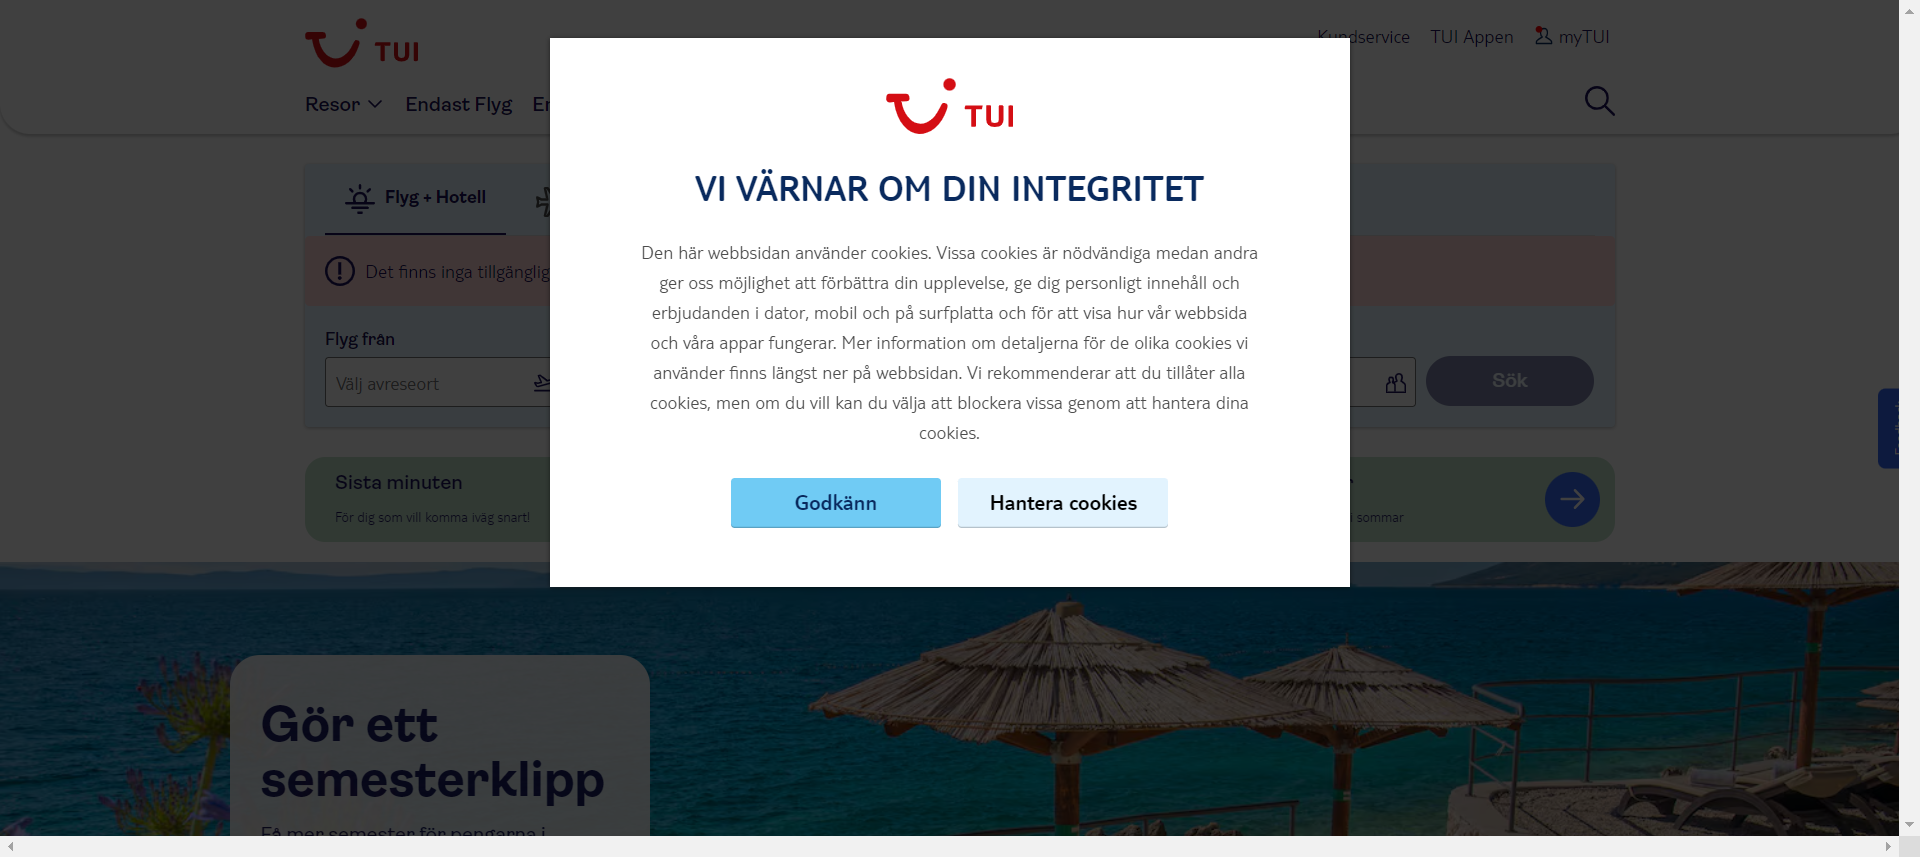 TUI
Kundservice TUI Appen myTUI
Resor Endast Flyg
TUI
VI VÄRNAR OM DIN INTEGRITET
Den här webbsidan använder cookies. Vissa cookies är nödvändiga medan andra
ger oss möjlighet att förbättra din upplevelse, ge dig personligt innehåll och
erbjudanden i dator, mobil och på surfplatta och för att visa hur vår webbsida
och våra appar fungerar. Mer information om detaljerna för de olika cookies vi
använder finns längst ner på webbsidan. Vi rekommenderar att du tillåter alla
cookies, men om du vill kan du välja att blockera vissa genom att hantera dina
cookies.
Godkänn Hantera cookies
Flyg + Hotell
Det finns inga
Flyg från
Välj avreseort
Sök
Sista minuten
För dig som vill komma iväg snart!
i sommar
Gör ett
semesterklipp
Få mer semester för pengarna i